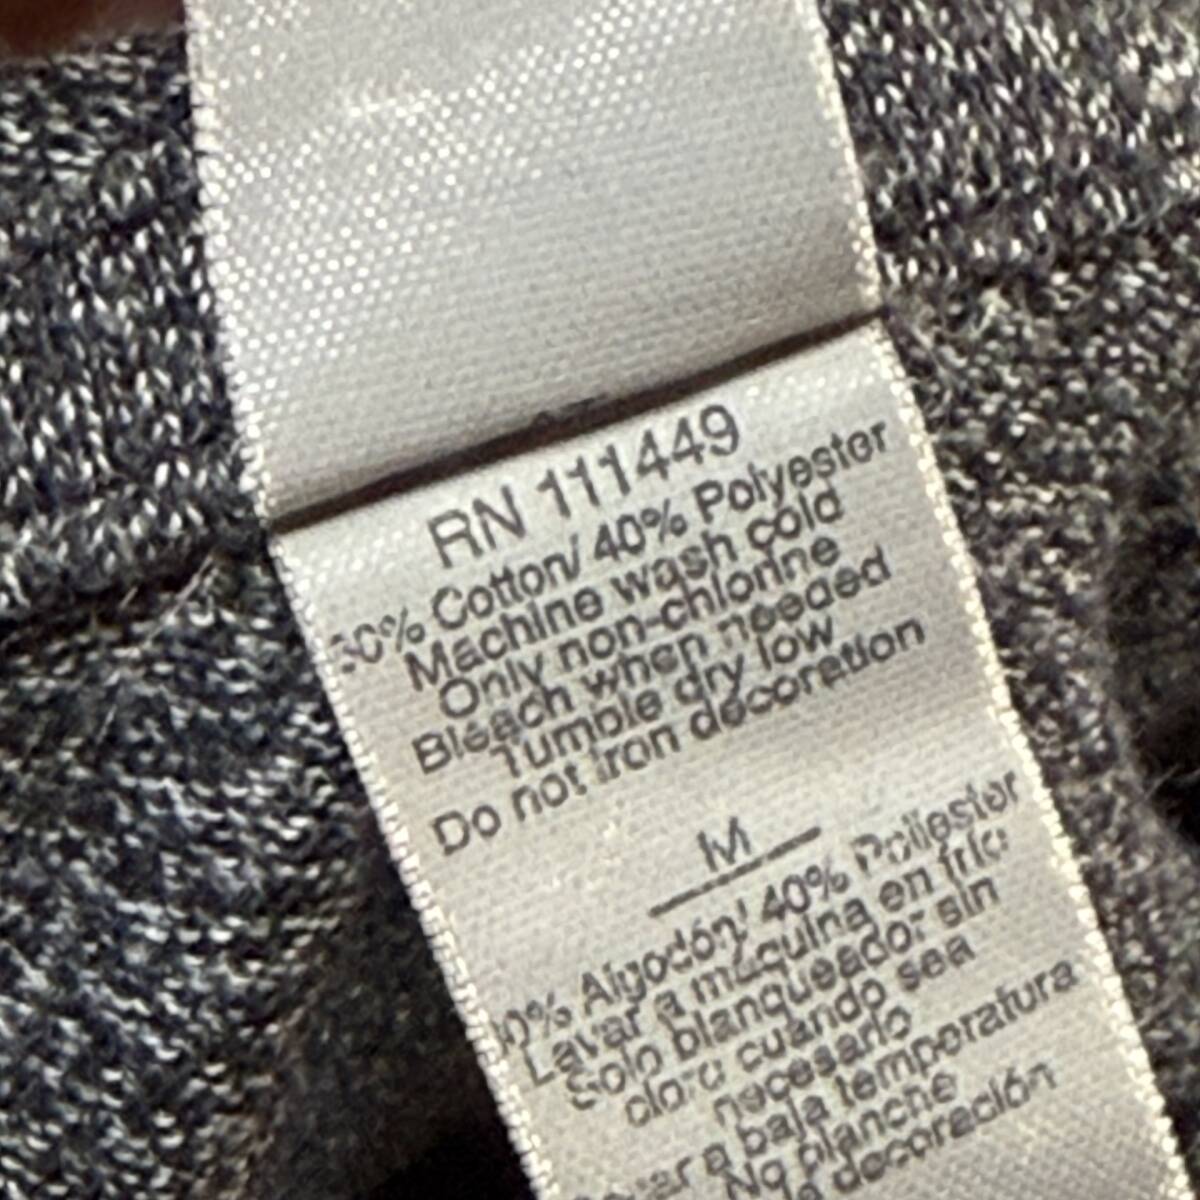 RN 111449
60% Cotton/ 40% Polyester
Machine wash cold
Only non-chlorine
Bleach when needed
Tumble dry low
Do not iron decoration
M
% Algodón/ 40% Poliester
Lavar a máquina en frío
Solo blanqueador sin
cloro cuando sea
necesario
a baja temperatura
No planche
la decoración